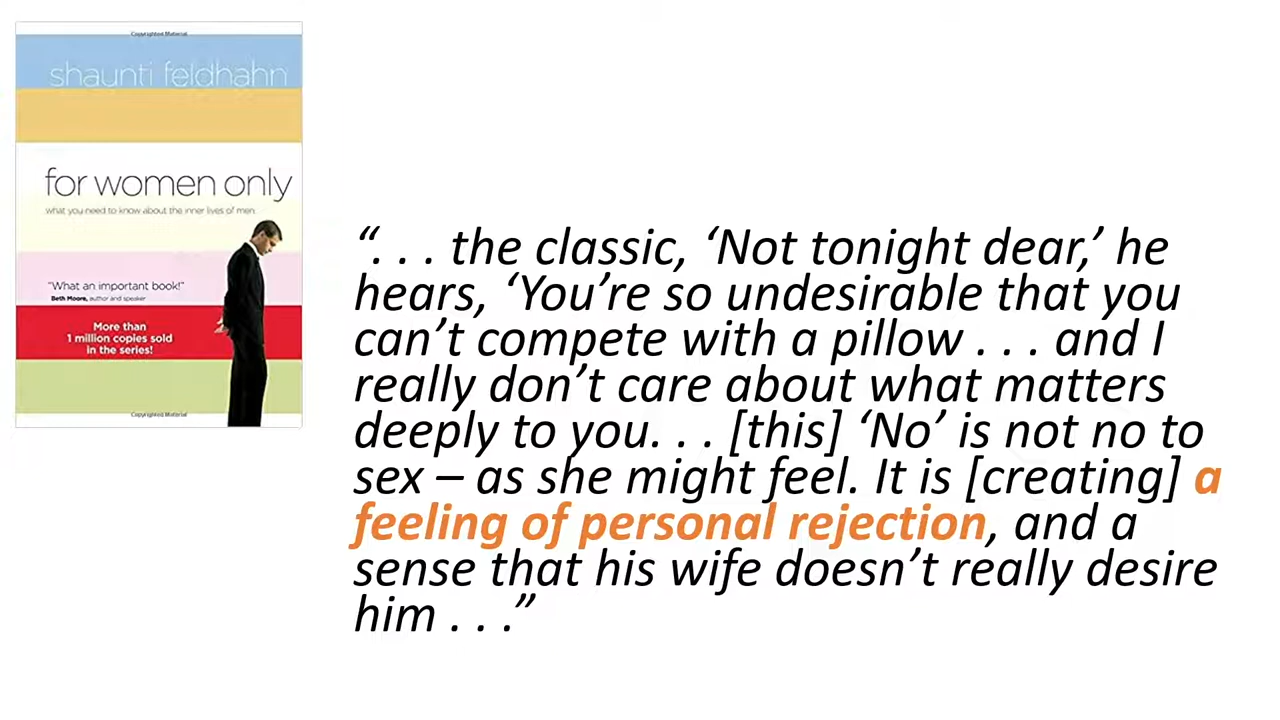 Copyrighted Material
shaunti feldhahn
for women only
what you need to know about the inner lives of men
"What an important book!"
Beth Moore, author and speaker
More than
1 million copies sold
in the series!
Copyrighted Material
“. . . the classic, ‘Not tonight dear,’ he
hears, ‘You’re so undesirable that you
can’t compete with a pillow . . . and I
really don’t care about what matters
deeply to you. . . [this] ‘No’ is not no to
sex – as she might feel. It is [creating] a
feeling of personal rejection, and a
sense that his wife doesn’t really desire
him . . .”